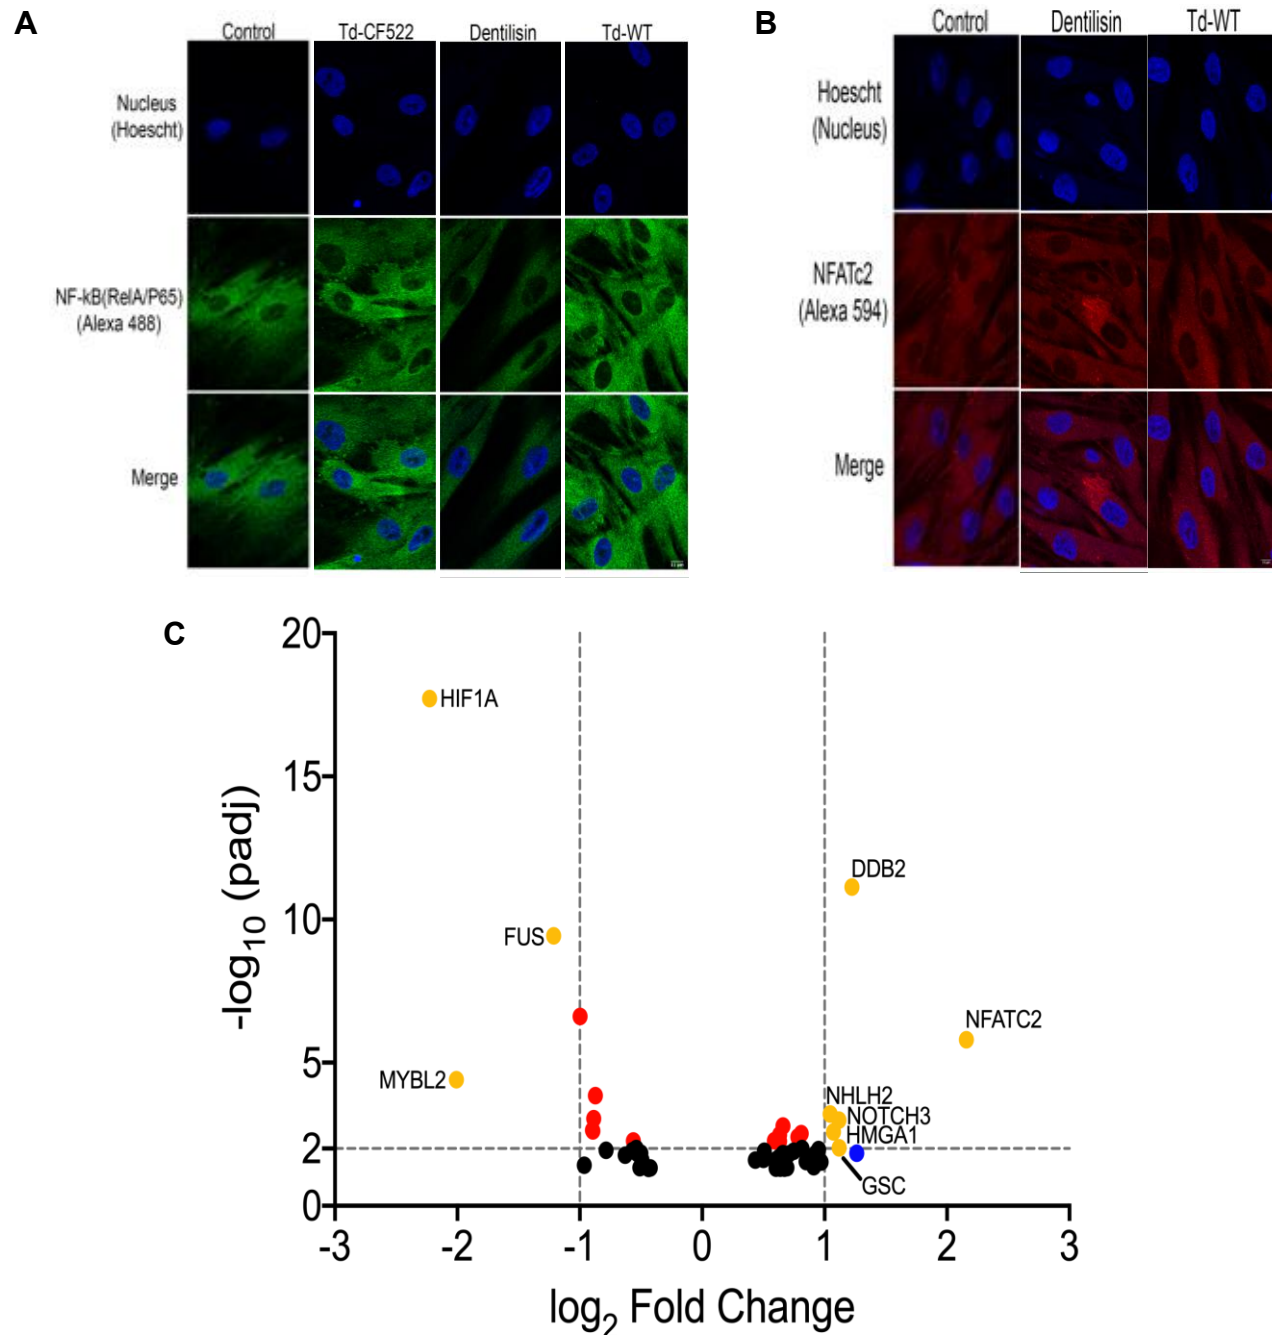 A
Control Td-CF522 Dentilisin Td-WT
Nucleus
(Hoescht)
NF-kB(RelA/P65)
(Alexa 488)
Merge
B
Control Dentilisin Td-WT
Hoescht
(Nucleus)
NFATc2
(Alexa 594)
Merge
C
20
15
10
5
2
0
-log10 (padj)
HIF1A
DDB2
FUS
NFATC2
MYBL2
NHLH2
NOTCH3
HMGA1
GSC
-3 -2 -1 0 1 2 3
log2 Fold Change